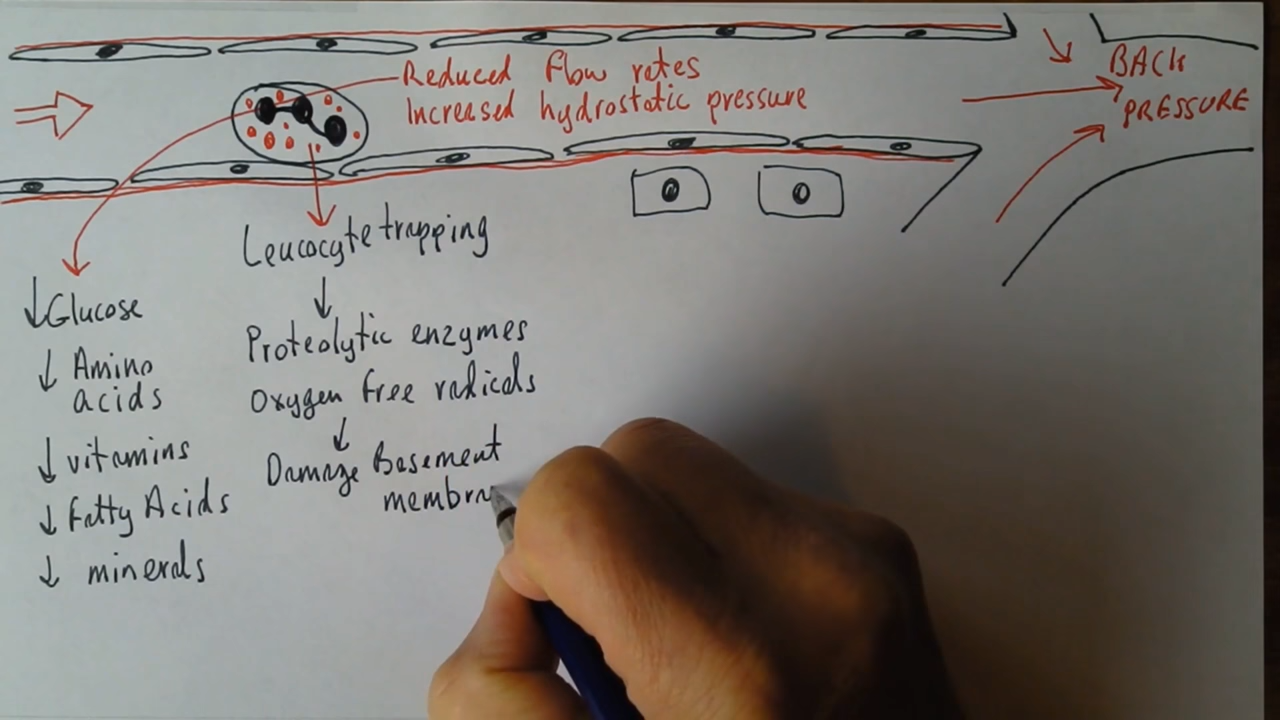 Reduced flow rates
Increased hydrostatic pressure
BACK
PRESSURE
Leucocyte trapping
↓
Proteolytic enzymes
oxygen free radicals
↓
Damage Basement
membra
↓ Glucose
↓ Amino
acids
↓ vitamins
↓ Fatty Acids
↓ minerals